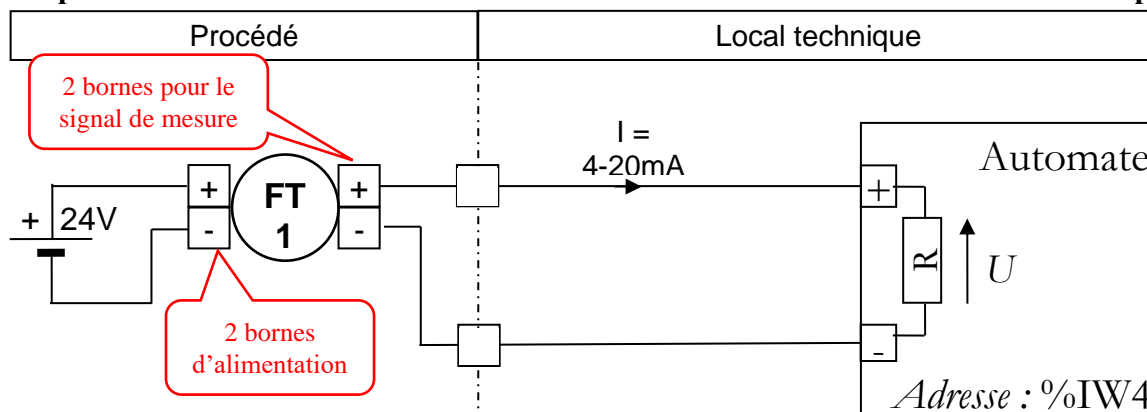 Procédé
Local technique
2 bornes pour le
signal de mesure
I =
4-20mA
Automate
+
FT
1
+
+
+ 24V
-
-
R
U
2 bornes
d'alimentation
-
Adresse : %IW4